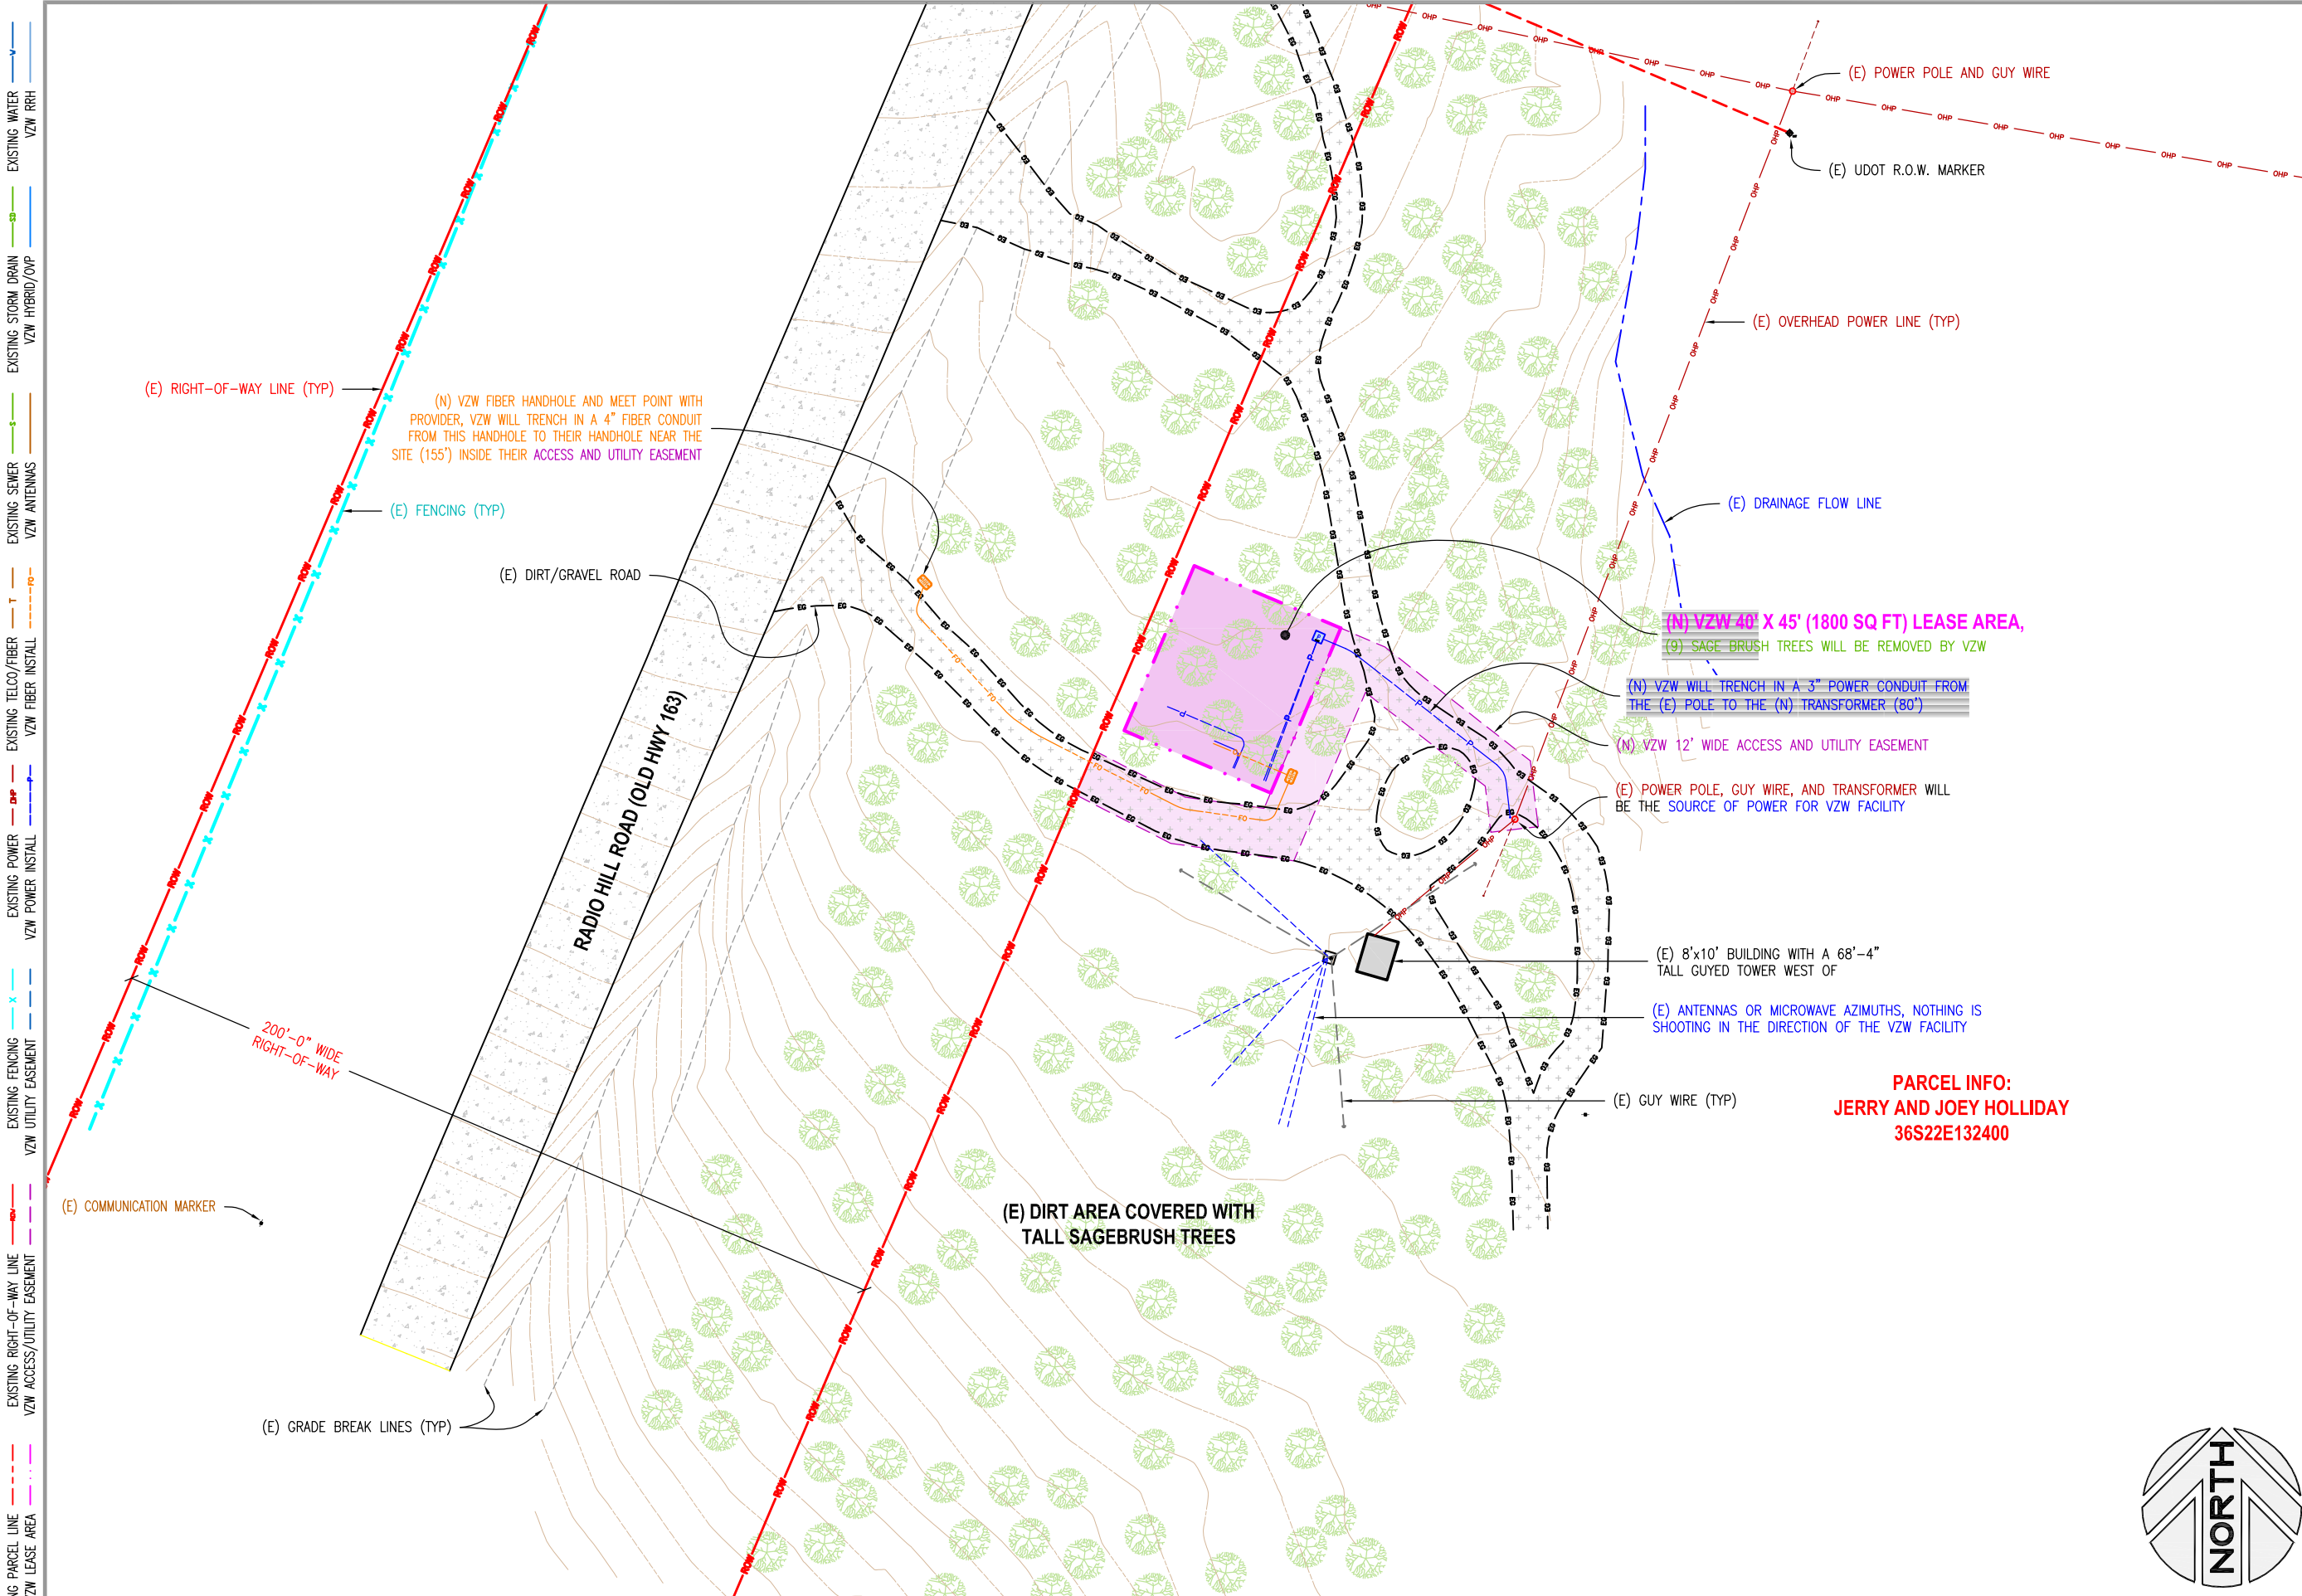 (E) POWER POLE AND GUY WIRE
(E) UDOT R.O.W. MARKER
(E) OVERHEAD POWER LINE (TYP)
(E) RIGHT-OF-WAY LINE (TYP)
(N) VZW FIBER HANDHOLE AND MEET POINT WITH
PROVIDER, VZW WILL TRENCH IN A 4" FIBER CONDUIT
FROM THIS HANDHOLE TO THEIR HANDHOLE NEAR THE
SITE (155') INSIDE THEIR ACCESS AND UTILITY EASEMENT
(E) FENCING (TYP)
(E) DRAINAGE FLOW LINE
(E) DIRT/GRAVEL ROAD
(N) VZW 40' X 45' (1800 SQ FT) LEASE AREA,
(9) SAGE BRUSH TREES WILL BE REMOVED BY VZW
(N) VZW WILL TRENCH IN A 3" POWER CONDUIT FROM
THE (E) POLE TO THE (N) TRANSFORMER (80')
(N) VZW 12' WIDE ACCESS AND UTILITY EASEMENT
(E) POWER POLE, GUY WIRE, AND TRANSFORMER WILL
BE THE SOURCE OF POWER FOR VZW FACILITY
RADIO HILL ROAD (OLD HWY 163)
(E) 8'x10' BUILDING WITH A 68'-4"
TALL GUYED TOWER WEST OF
(E) ANTENNAS OR MICROWAVE AZIMUTHS, NOTHING IS
SHOOTING IN THE DIRECTION OF THE VZW FACILITY
200'-0" WIDE
RIGHT-OF-WAY
PARCEL INFO:
JERRY AND JOEY HOLLIDAY
36S22E132400
(E) GUY WIRE (TYP)
(E) COMMUNICATION MARKER
(E) DIRT AREA COVERED WITH
TALL SAGEBRUSH TREES
(E) GRADE BREAK LINES (TYP)
NORTH
EXISTING WATER
VZW RRH
EXISTING STORM DRAIN
VZW HYBRID/OVP
EXISTING SEWER
VZW ANTENNAS
EXISTING TELCO/FIBER
VZW FIBER INSTALL
EXISTING POWER
VZW POWER INSTALL
EXISTING FENCING
VZW UTILITY EASEMENT
EXISTING RIGHT-OF-WAY LINE
VZW ACCESS/UTILITY EASEMENT
PARCEL LINE
LEASE AREA